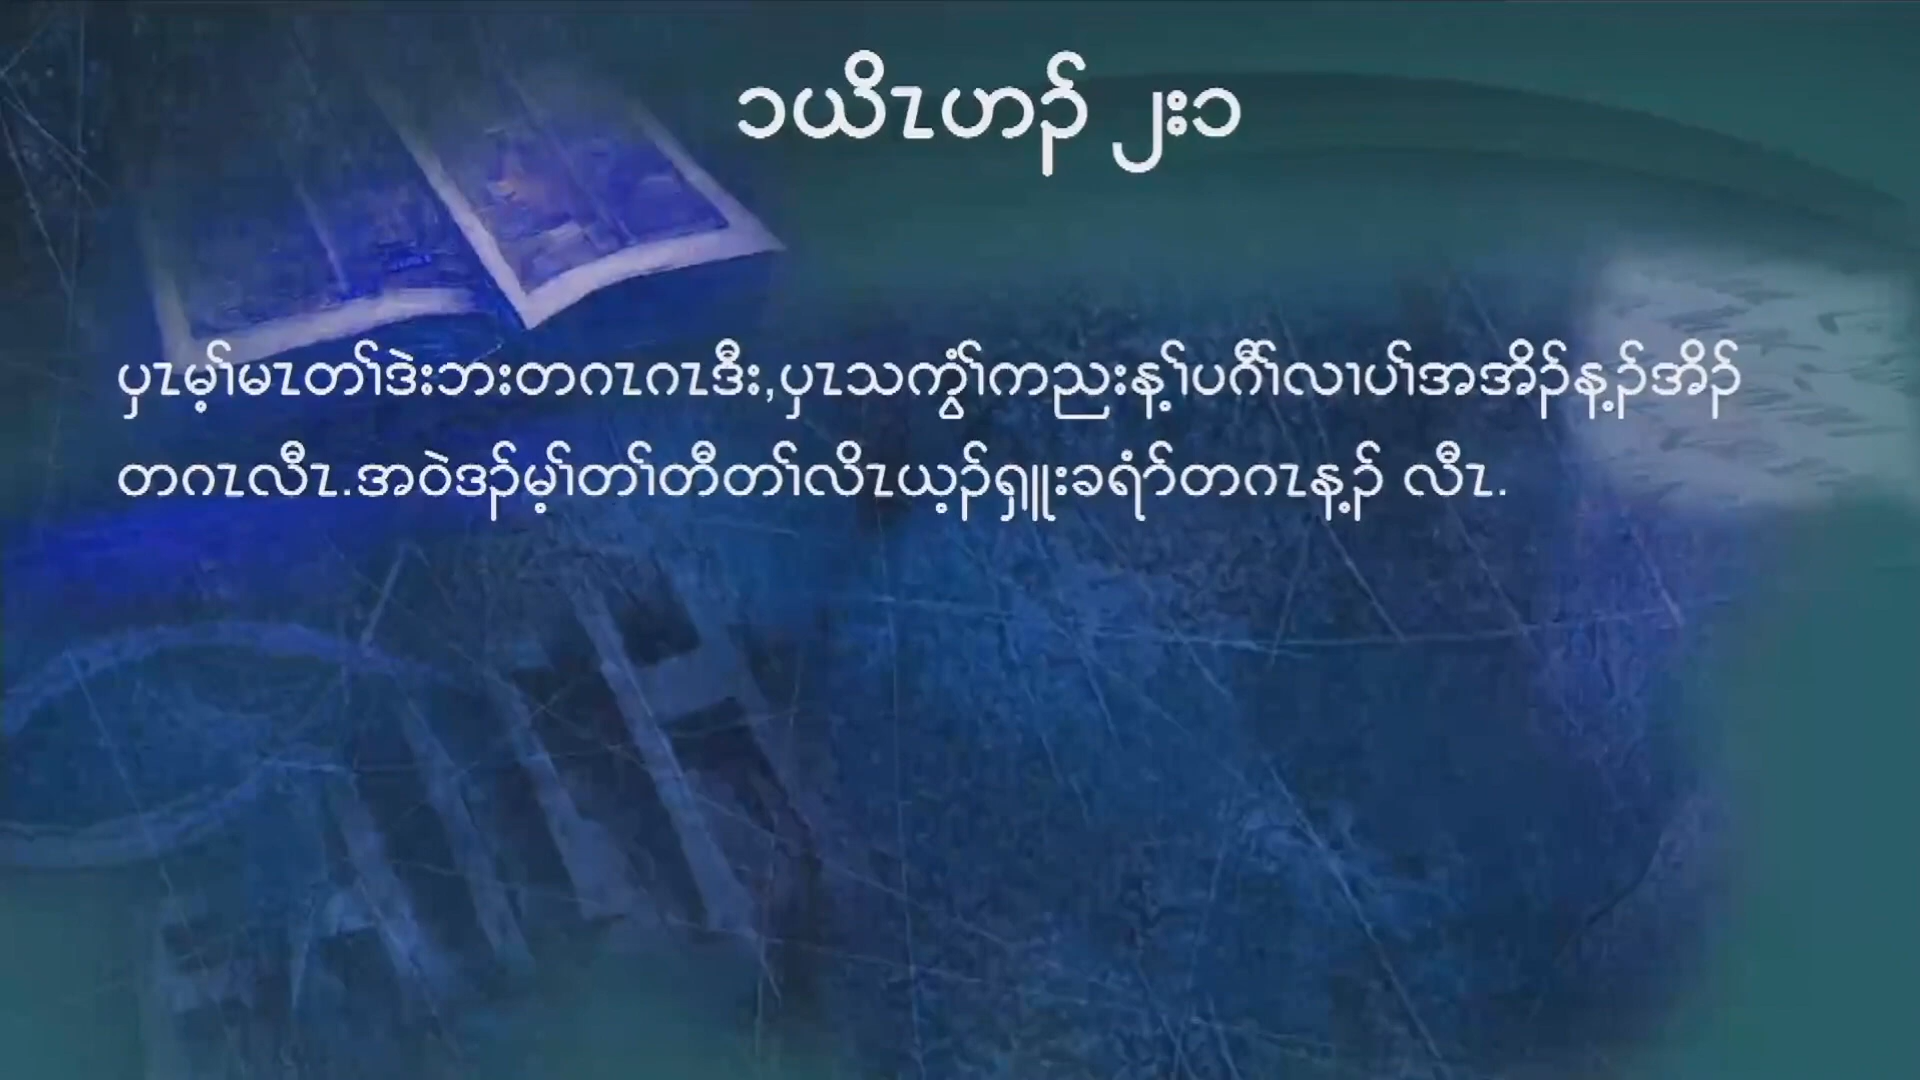 ၁ယိၤဟၣ် ၂း၁
ပှၤမ့ၢ်မၤတၢ်ဒဲးဘးတဂၤဂၤဒီး,ပှၤသကွံၢ်ကညးန့ၢ်ပဂီၢ်လၢပၢ်အအိၣ်န့ၣ်အိၣ်
တဂၤလီၤ.အဝဲဒၣ်မ့ၢ်တၢ်တီတၢ်လိၤယ့ၣ်ရှူးခရံာ်တဂၤန့ၣ် လီၤ.